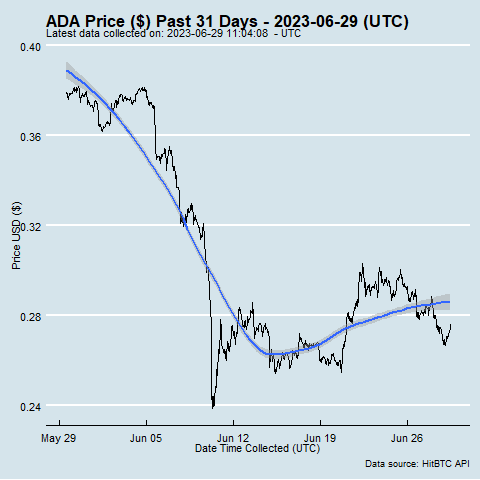 ADA Price ($) Past 31 Days - 2023-06-29 (UTC)
Latest data collected on: 2023-06-29 11:04:08 - UTC
0.40
0.36
0.32
0.28
0.24
Price USD ($)
May 29 Jun 05 Jun 12 Jun 19 Jun 26
Date Time Collected (UTC)
Data source: HitBTC API